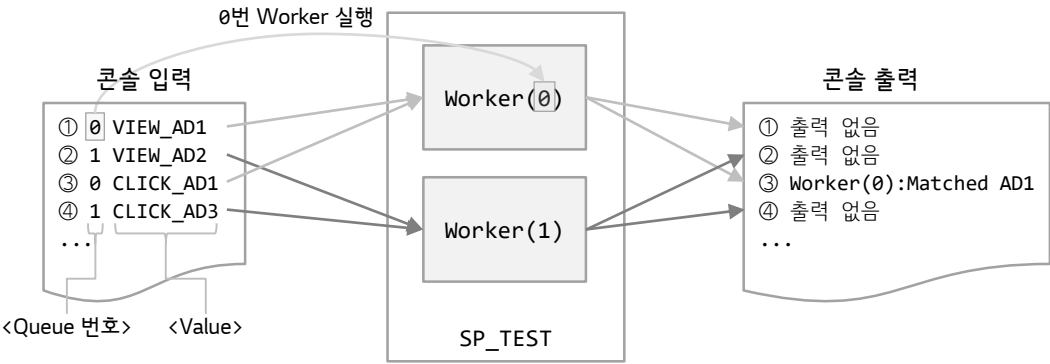 0번 Worker 실행
콘솔 입력
① 0 VIEW_AD1
② 1 VIEW_AD2
③ 0 CLICK_AD1
④ 1 CLICK_AD3
...
<Queue 번호> <Value>
Worker(0)
Worker(1)
SP_TEST
콘솔 출력
① 출력 없음
② 출력 없음
③ Worker(0):Matched AD1
④ 출력 없음
...